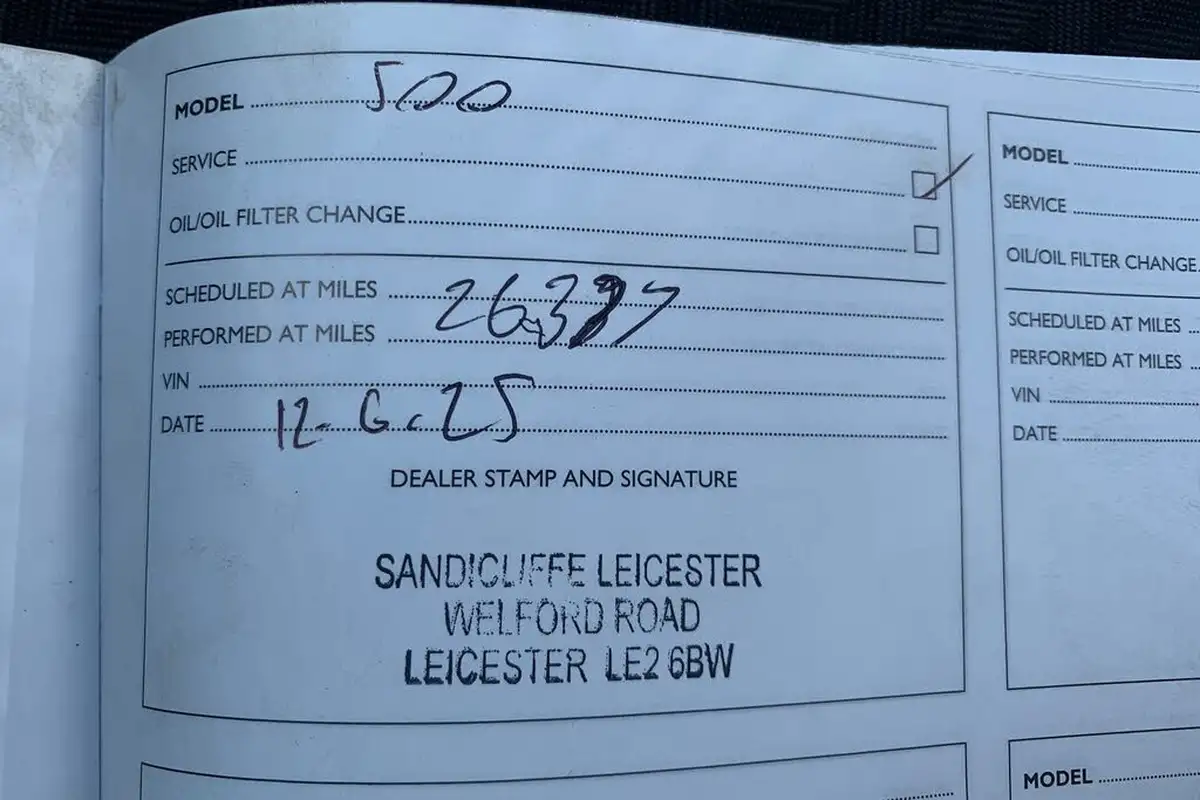 MODEL 500
SERVICE
OIL/OIL FILTER CHANGE
SCHEDULED AT MILES
PERFORMED AT MILES
VIN
DATE 12-6.25
DEALER STAMP AND SIGNATURE
SANDICLIFFE LEICESTER
WELFORD ROAD
LEICESTER LE2 6BW
MODEL
SERVICE
OIL/OIL FILTER CHANGE
SCHEDULED AT MILES
PERFORMED AT MILES
VIN
DATE
MODEL